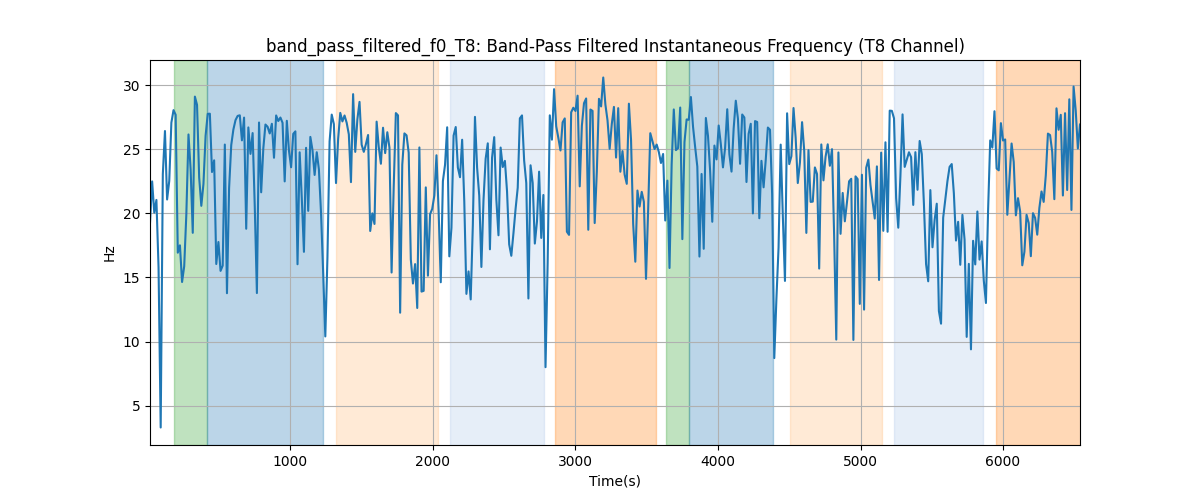 band_pass_filtered_f0_T8: Band-Pass Filtered Instantaneous Frequency (T8 Channel)
30
25
20
15
10
5
Hz
1000 2000 3000 4000 5000 6000
Time(s)